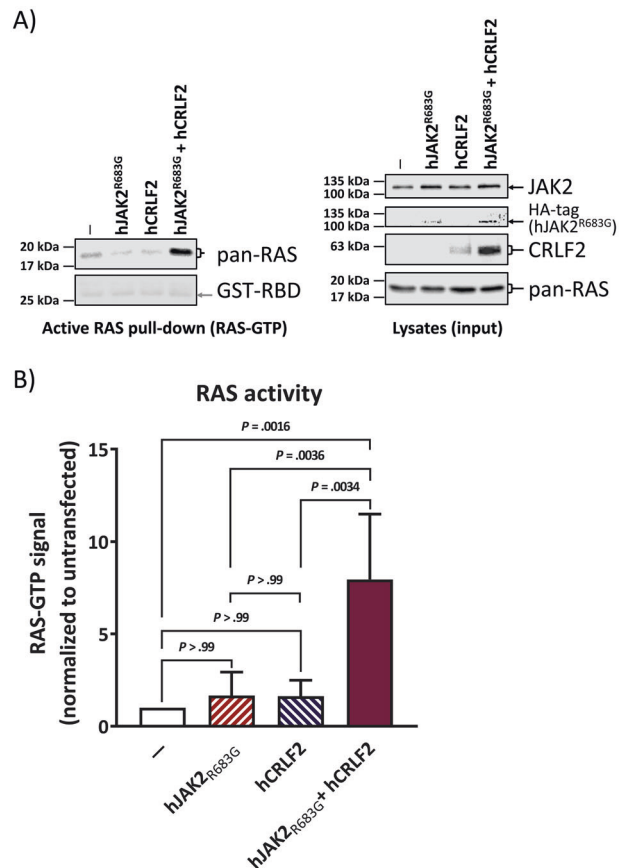 A)
–
hJAK2R683G
hCRLF2
hJAK2R683G + hCRLF2
20 kDa
17 kDa
pan-RAS
25 kDa
GST-RBD
Active RAS pull-down (RAS-GTP)
–
hJAK2R683G
hCRLF2
hJAK2R683G + hCRLF2
135 kDa
100 kDa
JAK2
135 kDa
100 kDa
HA-tag
(hJAK2R683G)
63 kDa
CRLF2
20 kDa
17 kDa
pan-RAS
Lysates (input)
B)
RAS activity
RAS-GTP signal
(normalized to untransfected)
15
10
5
0
P = .0016
P = .0036
P = .0034
P > .99
P > .99
P > .99
–
hJAK2R683G
hCRLF2
hJAK2R683G+ hCRLF2